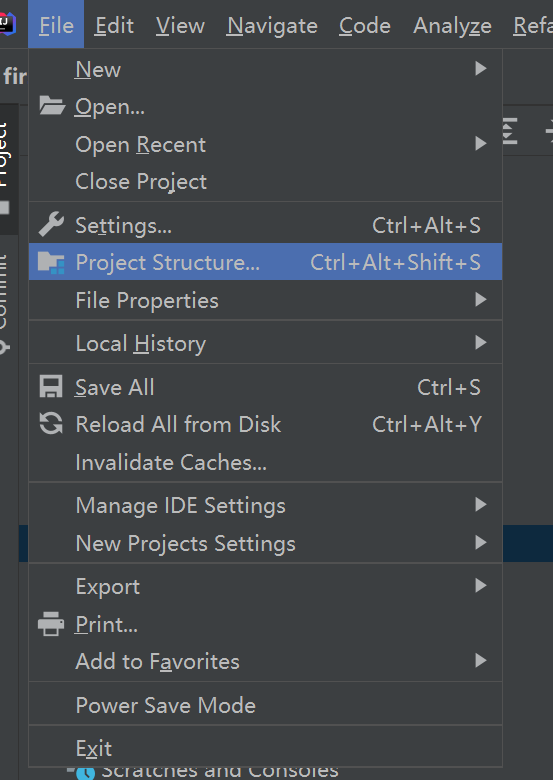 File Edit View Navigate Code Analyze Refa
fir
Project
Commit
New
Open...
Open Recent
Close Project
Settings... Ctrl+Alt+S
Project Structure... Ctrl+Alt+Shift+S
File Properties
Local History
Save All Ctrl+S
Reload All from Disk Ctrl+Alt+Y
Invalidate Caches...
Manage IDE Settings
New Projects Settings
Export
Print...
Add to Favorites
Power Save Mode
Exit
Scratches and Consoles